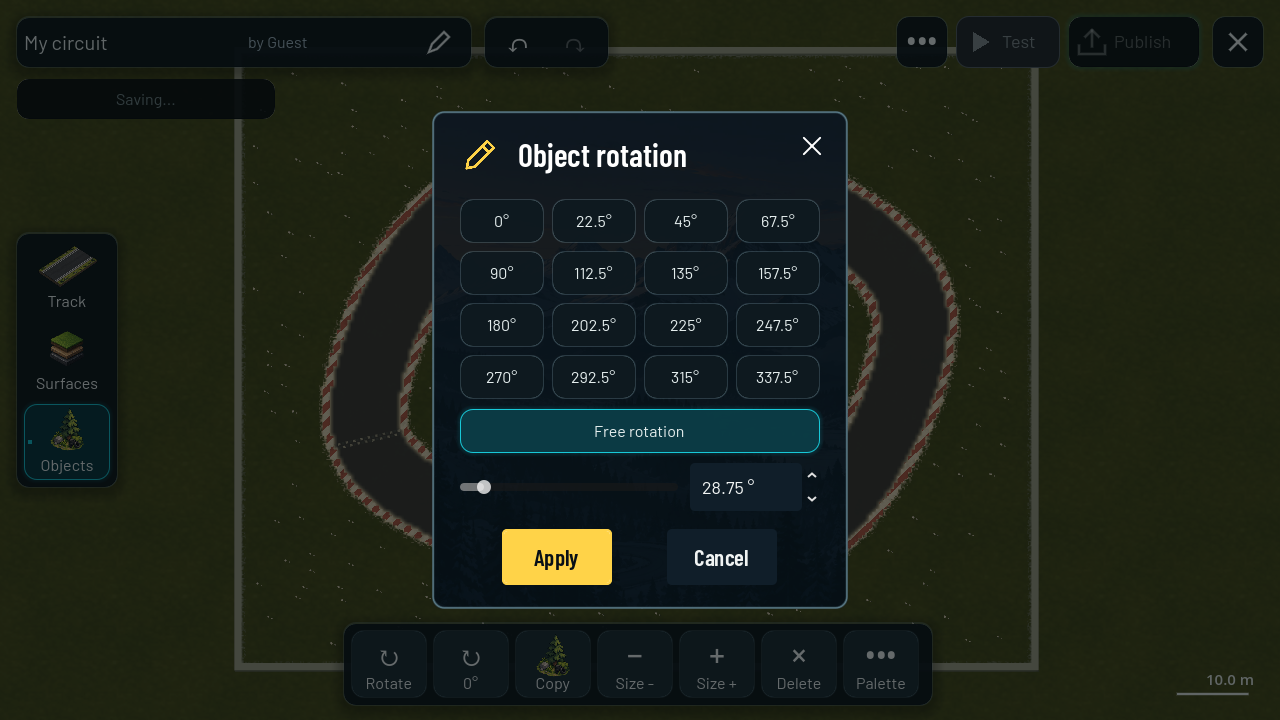 My circuit
by Guest
Test
Publish
Saving...
Object rotation
0°
22.5°
45°
67.5°
90°
112.5°
135°
157.5°
180°
202.5°
225°
247.5°
270°
292.5°
315°
337.5°
Free rotation
28.75 °
Apply
Cancel
Track
Surfaces
Objects
Rotate
0°
Copy
Size -
Size +
Delete
Palette
10.0 m